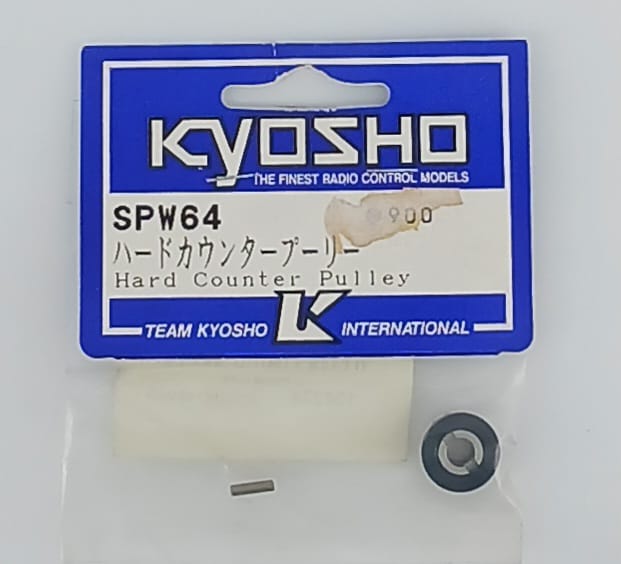 KYOSHO
THE FINEST RADIO CONTROL MODELS
SPW64
900
ハードカウンタープーリー
Hard Counter Pulley
TEAM KYOSHO K INTERNATIONAL